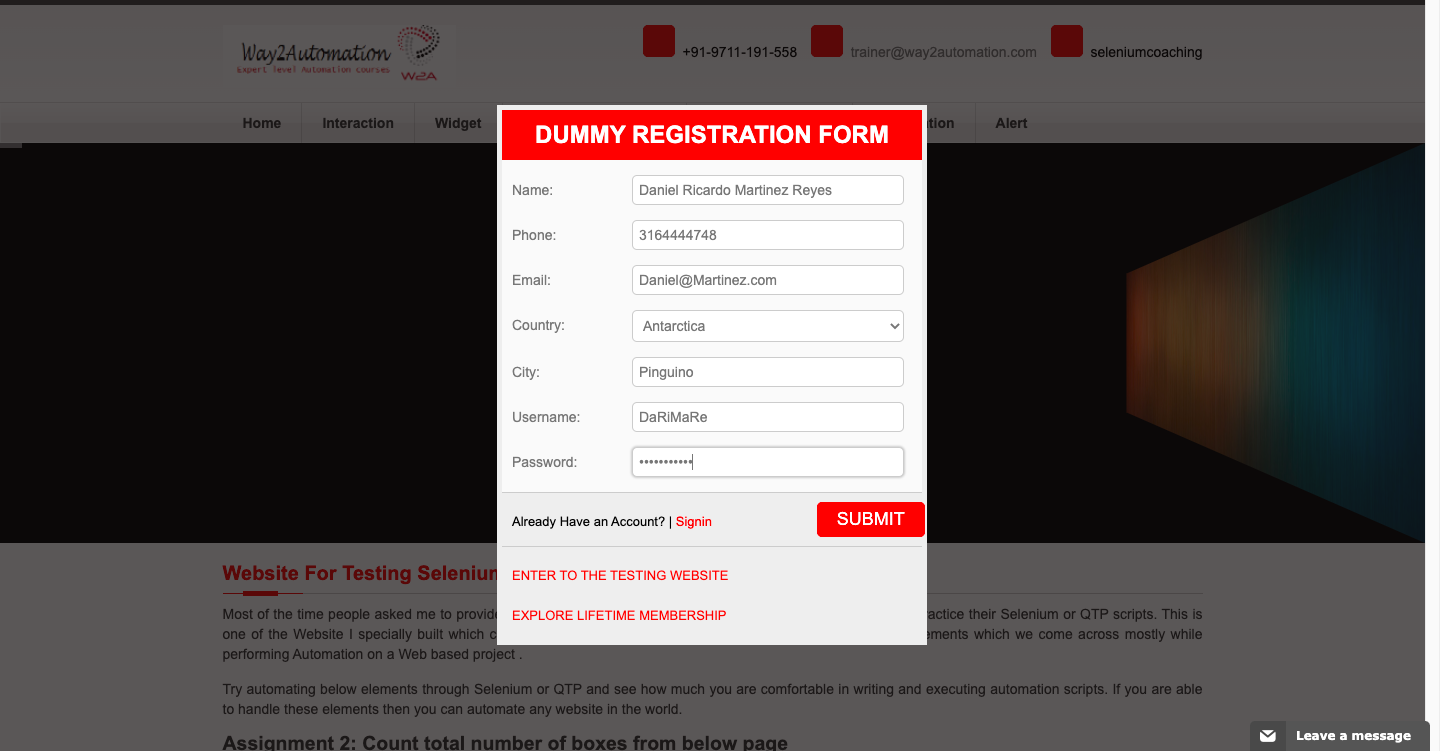 Way2Automation
Expert level Automation courses
W2A
+91-9711-191-558
trainer@way2automation.com
seleniumcoaching
Home
Interaction
Widget
Alert
DUMMY REGISTRATION FORM
Name:
Daniel Ricardo Martinez Reyes
Phone:
3164444748
Email:
Daniel@Martinez.com
Country:
Antarctica
City:
Pinguino
Username:
DaRiMaRe
Password:
•••••••••••
Already Have an Account? | Signin
SUBMIT
ENTER TO THE TESTING WEBSITE
EXPLORE LIFETIME MEMBERSHIP
Website For Testing
Most of the time people asked me to provide practice their Selenium or QTP scripts. This is
one of the Website I specially built which elements which we come across mostly while
performing Automation on a Web based project .
Try automating below elements through Selenium or QTP and see how much you are comfortable in writing and executing automation scripts. If you are able
to handle these elements then you can automate any website in the world.
Assignment 2: Count total number of boxes from below page
Leave a message